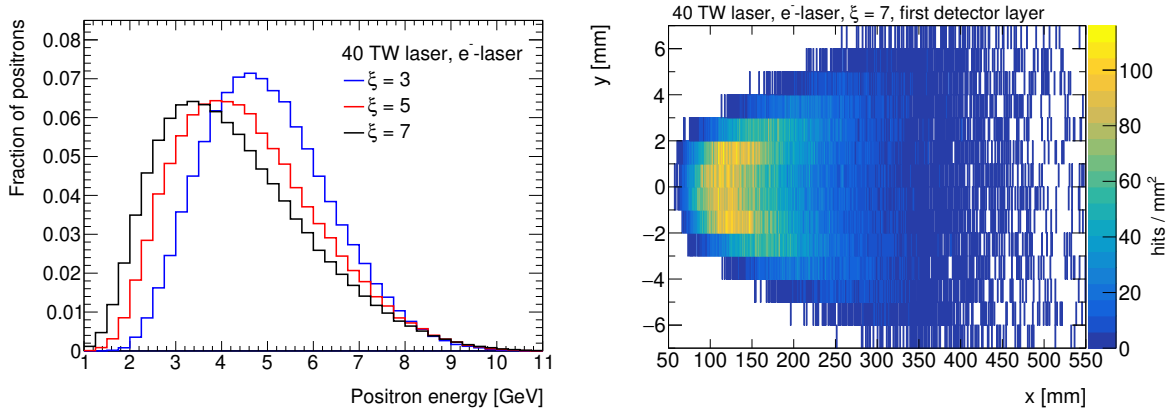 Fraction of positrons
0.08
0.07
0.06
0.05
0.04
0.03
0.02
0.01
0
40 TW laser, e⁻-laser
ξ = 3
ξ = 5
ξ = 7
1 2 3 4 5 6 7 8 9 10 11
Positron energy [GeV]
40 TW laser, e⁻-laser, ξ = 7, first detector layer
y [mm]
6
4
2
0
−2
−4
−6
50 100 150 200 250 300 350 400 450 500 550
x [mm]
100
80
60
40
20
0
hits / mm²